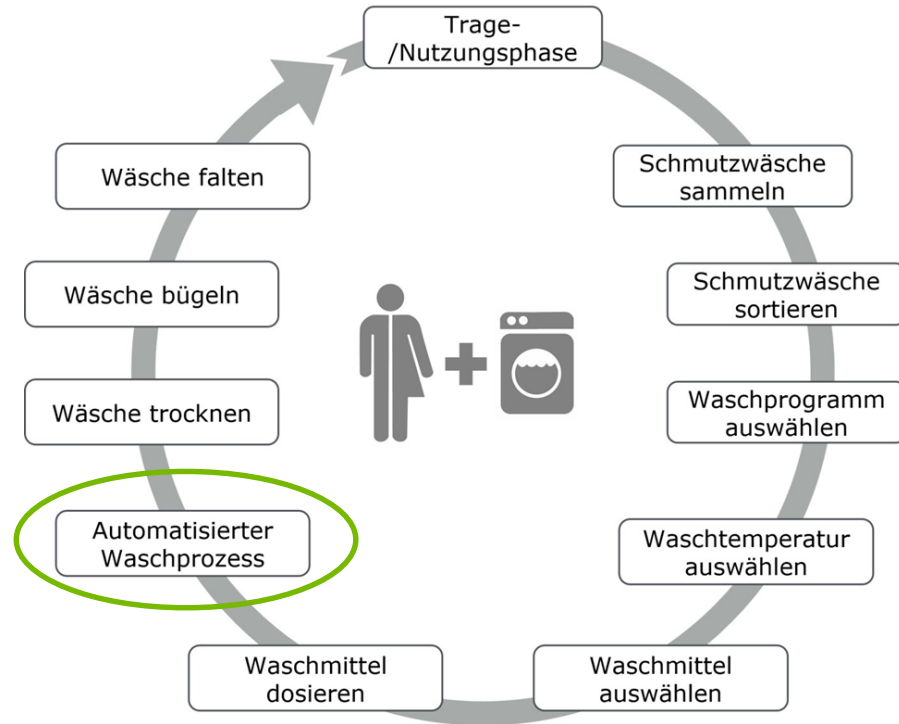 Trage-
/Nutzungsphase
Schmutzwäsche
sammeln
Schmutzwäsche
sortieren
Waschprogramm
auswählen
Waschtemperatur
auswählen
Waschmittel
auswählen
Waschmittel
dosieren
Automatisierter
Waschprozess
Wäsche trocknen
Wäsche bügeln
Wäsche falten